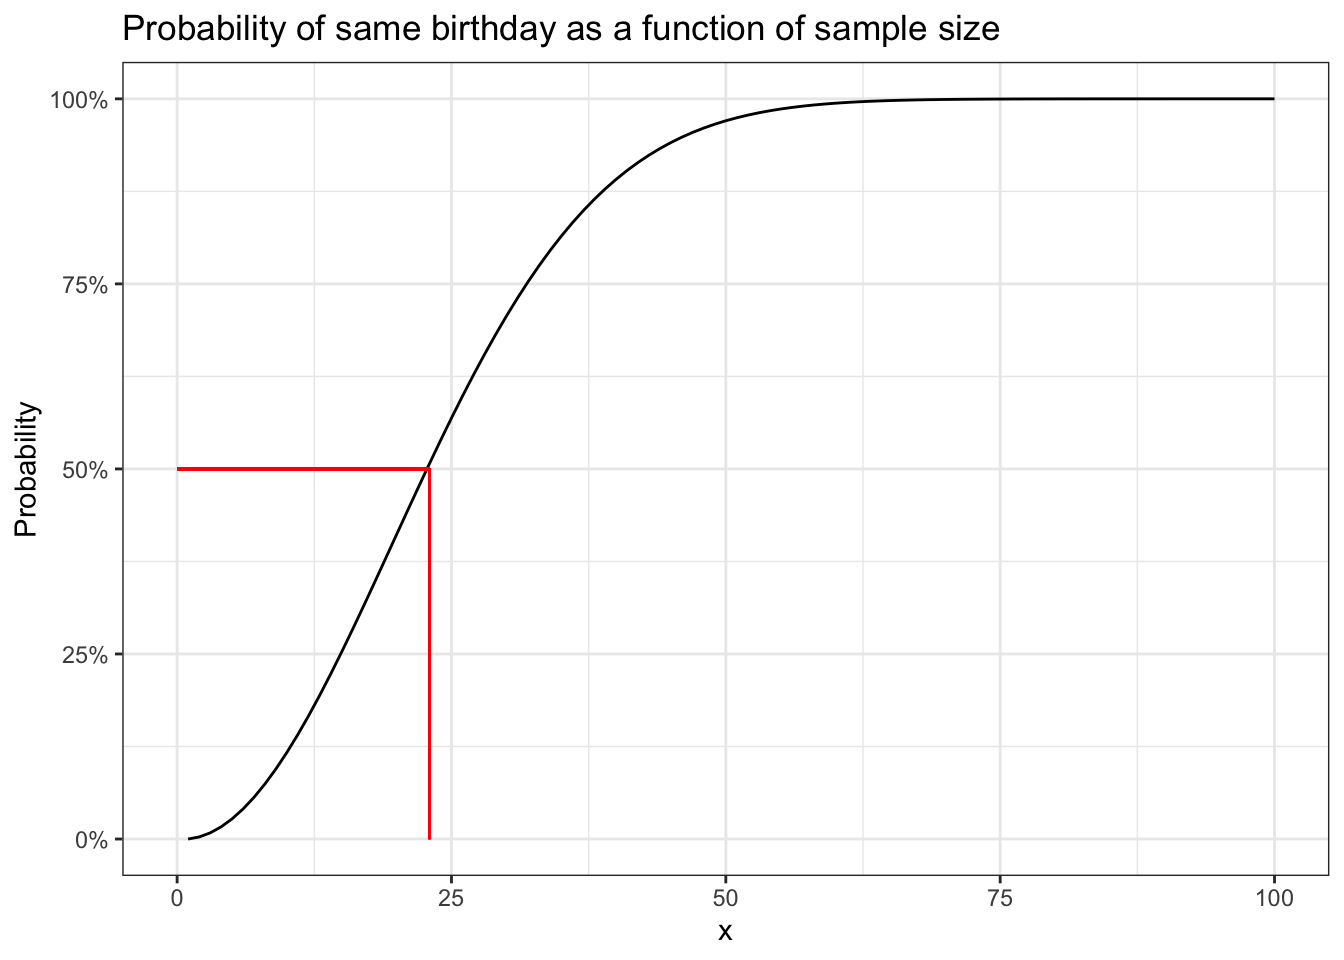 Probability of same birthday as a function of sample size
100%
75%
50%
25%
0%
Probability
0 25 50 75 100
x